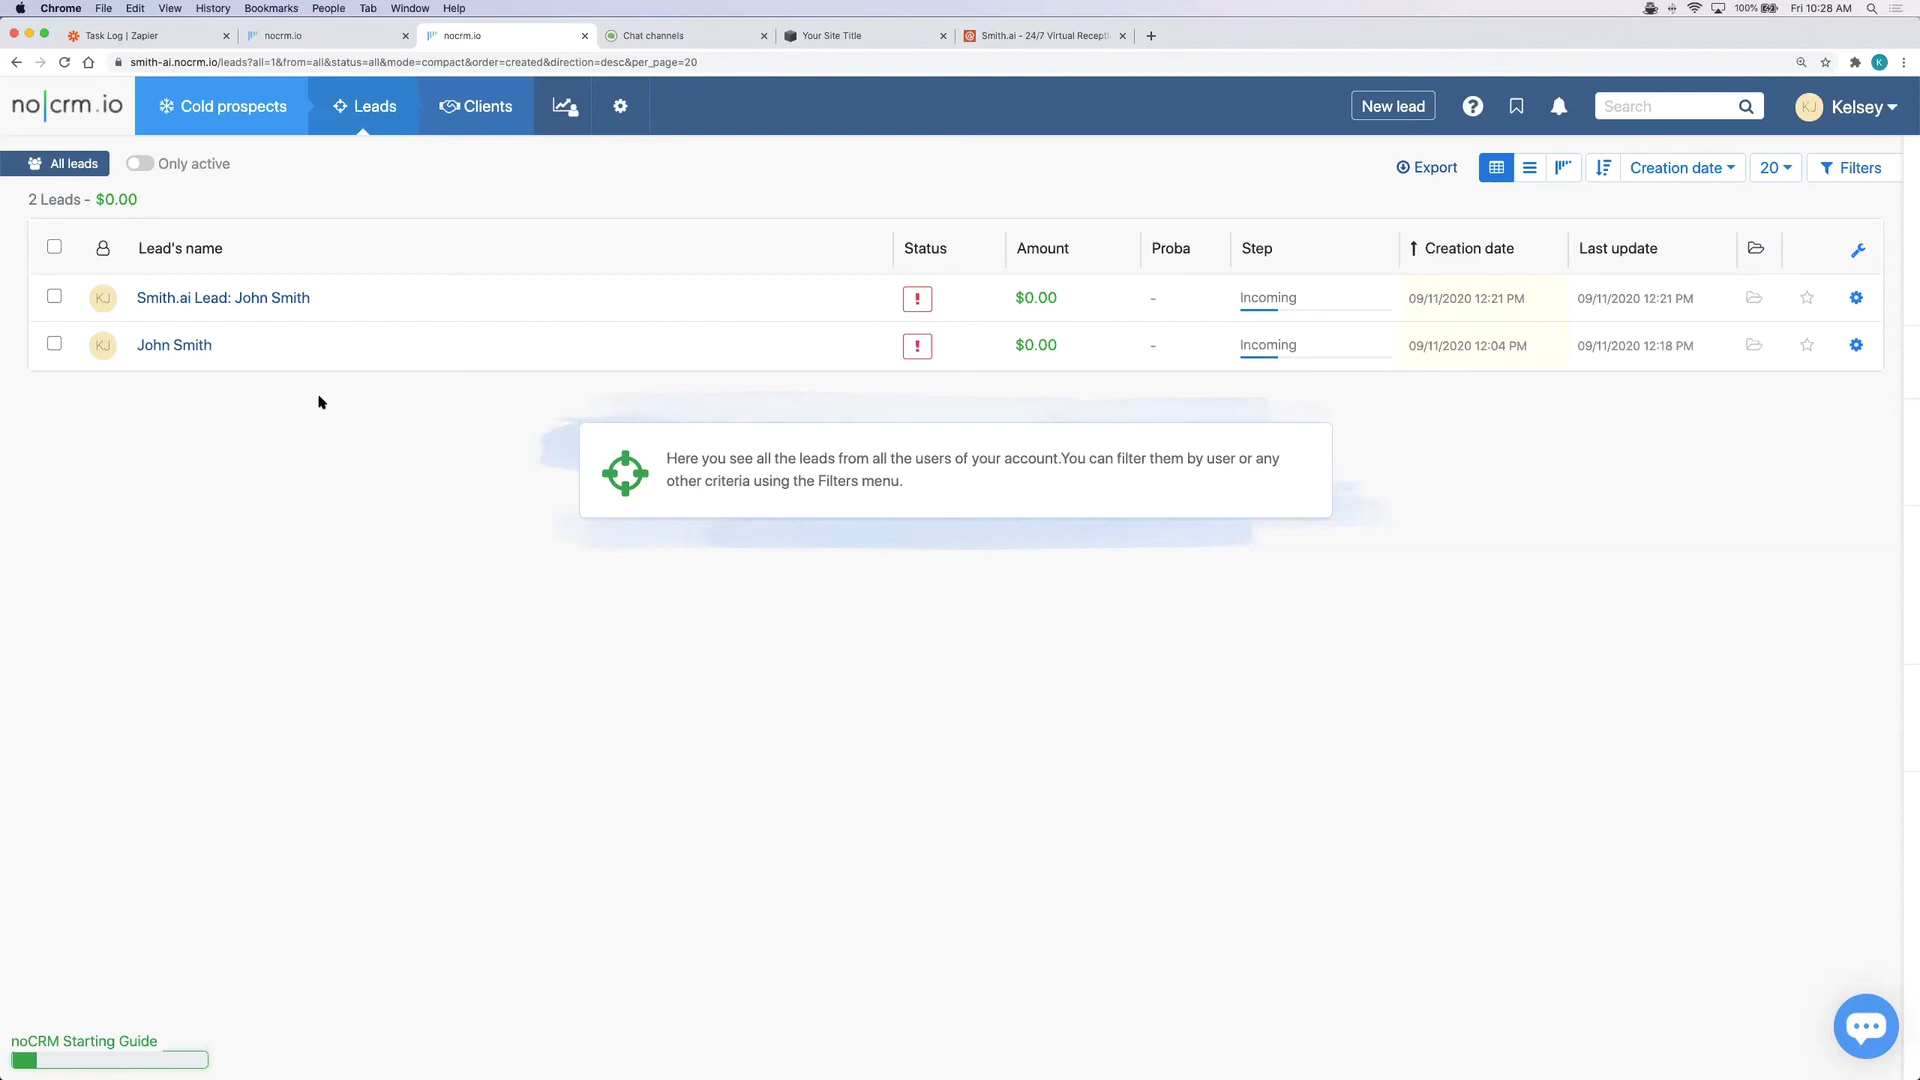 Chrome File Edit View History Bookmarks People Tab Window Help 100% Fri 10:28 AM
Task Log | Zapier nocrm.io nocrm.io Chat channels Your Site Title Smith.ai - 24/7 Virtual Recepti
smith-ai.nocrm.io/leads?all=1&from=all&status=all&mode=compact&order=created&direction=desc&per_page=20 K
no|crm.io Cold prospects Leads Clients New lead ? Search KJ Kelsey
All leads Only active Export Creation date 20 Filters
2 Leads - $0.00
Lead's name Status Amount Proba Step Creation date Last update
KJ Smith.ai Lead: John Smith ! $0.00 - Incoming 09/11/2020 12:21 PM 09/11/2020 12:21 PM
KJ John Smith ! $0.00 - Incoming 09/11/2020 12:04 PM 09/11/2020 12:18 PM
Here you see all the leads from all the users of your account.You can filter them by user or any
other criteria using the Filters menu.
noCRM Starting Guide